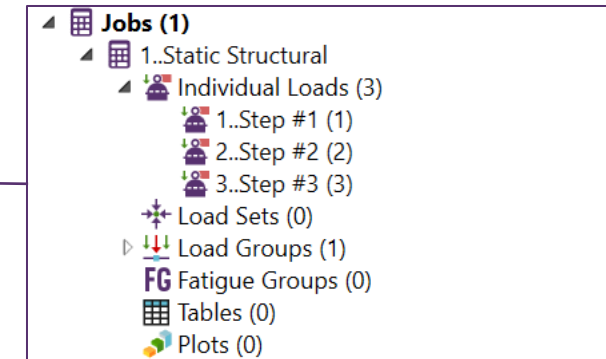 Jobs (1)
1..Static Structural
Individual Loads (3)
1..Step #1 (1)
2..Step #2 (2)
3..Step #3 (3)
Load Sets (0)
Load Groups (1)
FG Fatigue Groups (0)
Tables (0)
Plots (0)